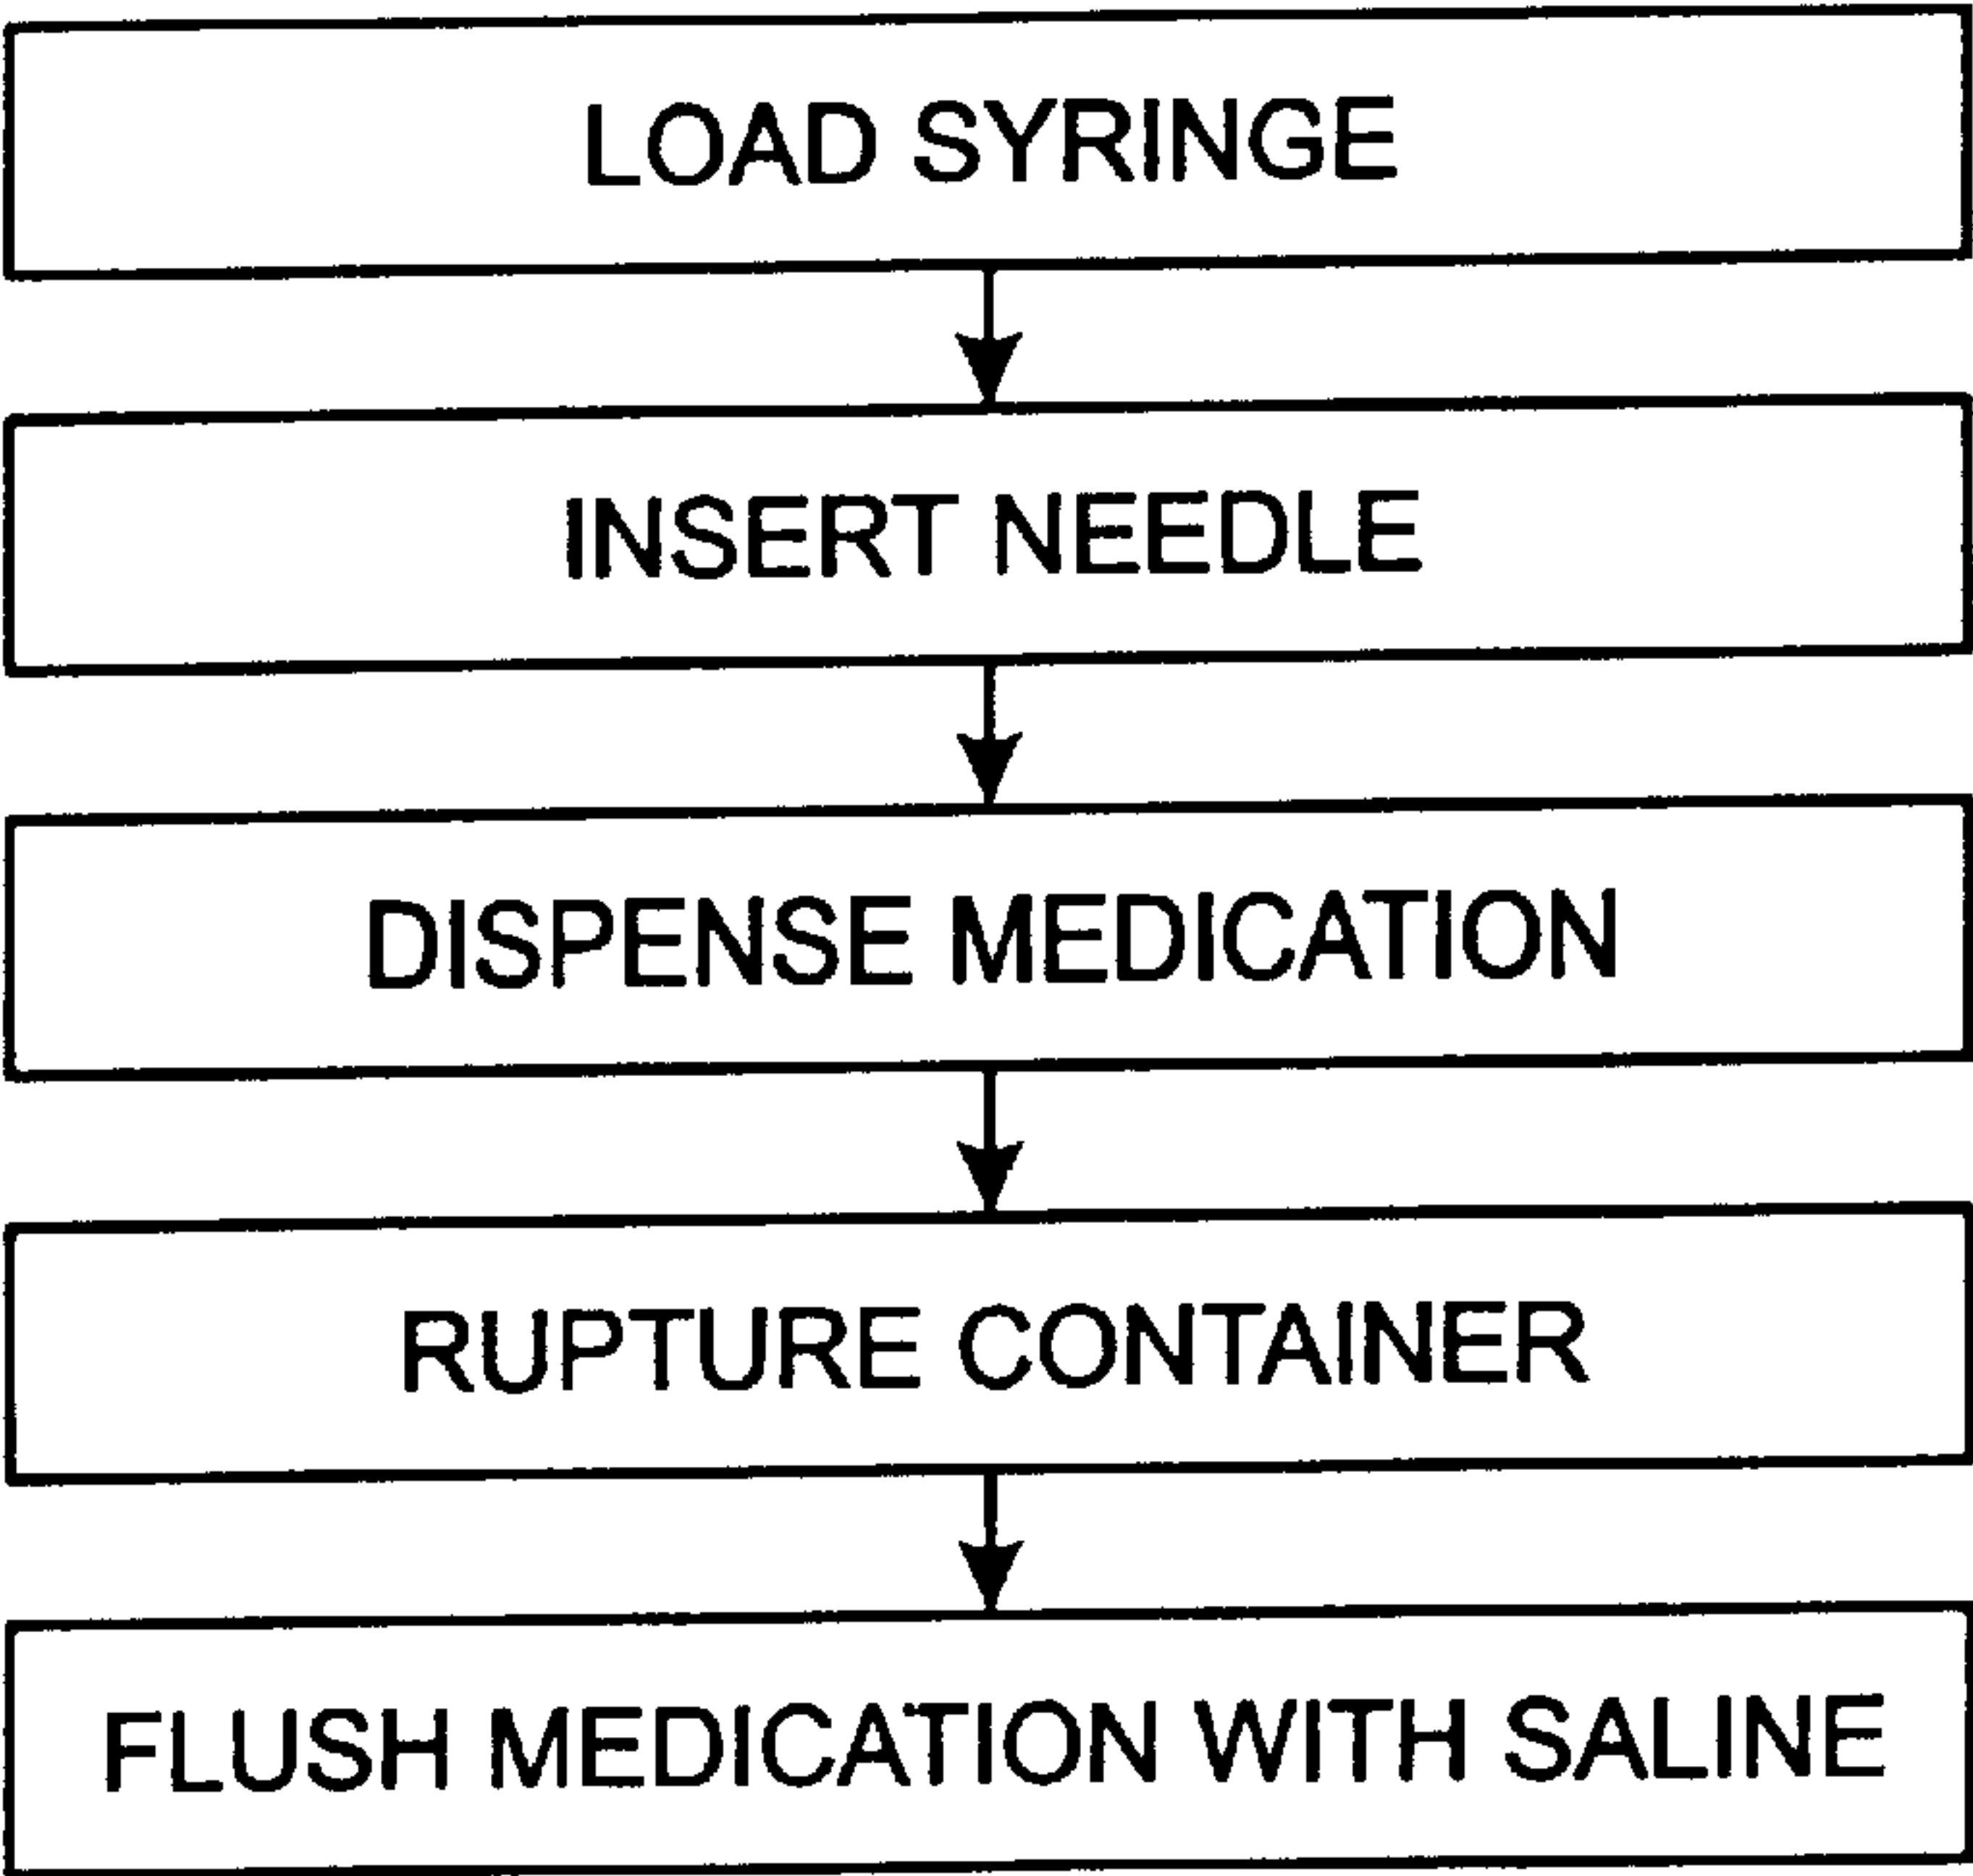 LOAD SYRINGE
INSERT NEEDLE
DISPENSE MEDICATION
RUPTURE CONTAINER
FLUSH MEDICATION WITH SALINE